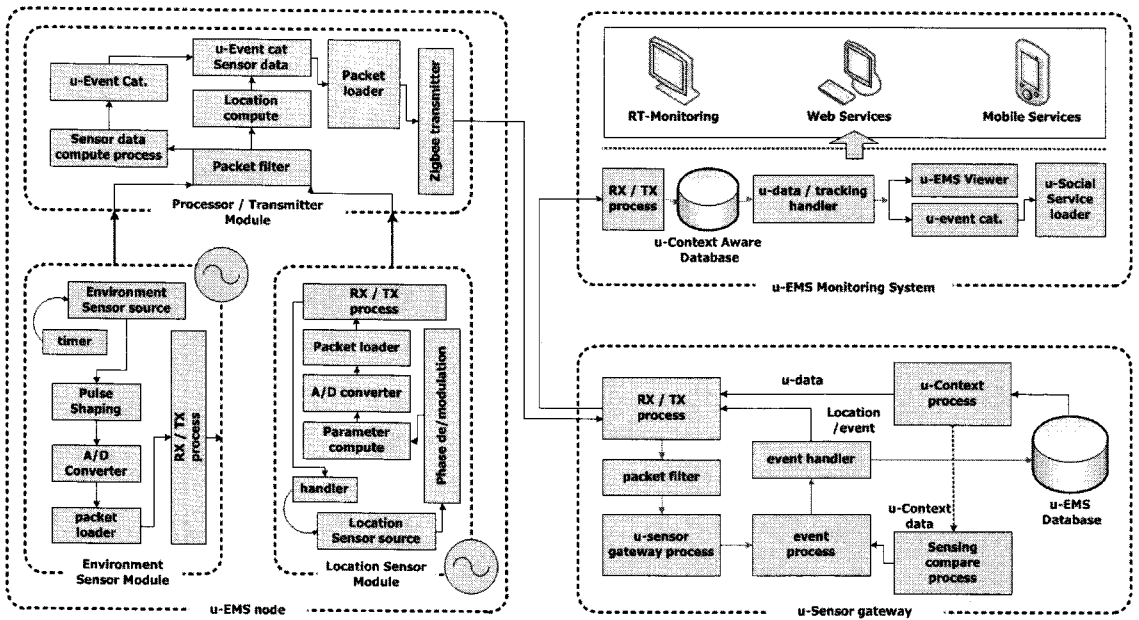 u-Event Cat.
u-Event cat
Sensor data
Packet
loader
Zigbee transmitter
Location
compute
Sensor data
compute process
Packet filter
Processor / Transmitter
Module
Environment
Sensor source
timer
Pulse
Shaping
A/D
Converter
packet
loader
RX / TX
process
Environment
Sensor Module
RX / TX
process
Packet loader
A/D converter
Parameter
compute
Phase de/modulation
handler
Location
Sensor source
Location Sensor
Module
u-EMS node
RT-Monitoring
Web Services
Mobile Services
RX / TX
process
u-Context Aware
Database
u-data / tracking
handler
u-EMS Viewer
u-event cat.
u-Social
Service
loader
u-EMS Monitoring System
RX / TX
process
u-data
u-Context
process
Location
/event
packet filter
event handler
u-EMS
Database
u-sensor
gateway process
event
process
u-Context
data
Sensing
compare
process
u-Sensor gateway